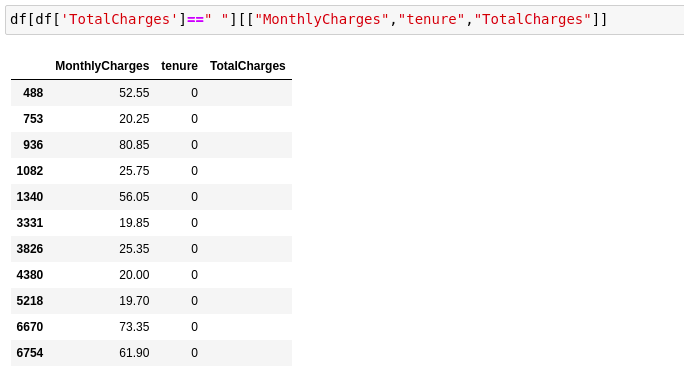 df[df['TotalCharges']==" "][["MonthlyCharges","tenure","TotalCharges"]]
MonthlyCharges tenure TotalCharges
488 52.55 0
753 20.25 0
936 80.85 0
1082 25.75 0
1340 56.05 0
3331 19.85 0
3826 25.35 0
4380 20.00 0
5218 19.70 0
6670 73.35 0
6754 61.90 0